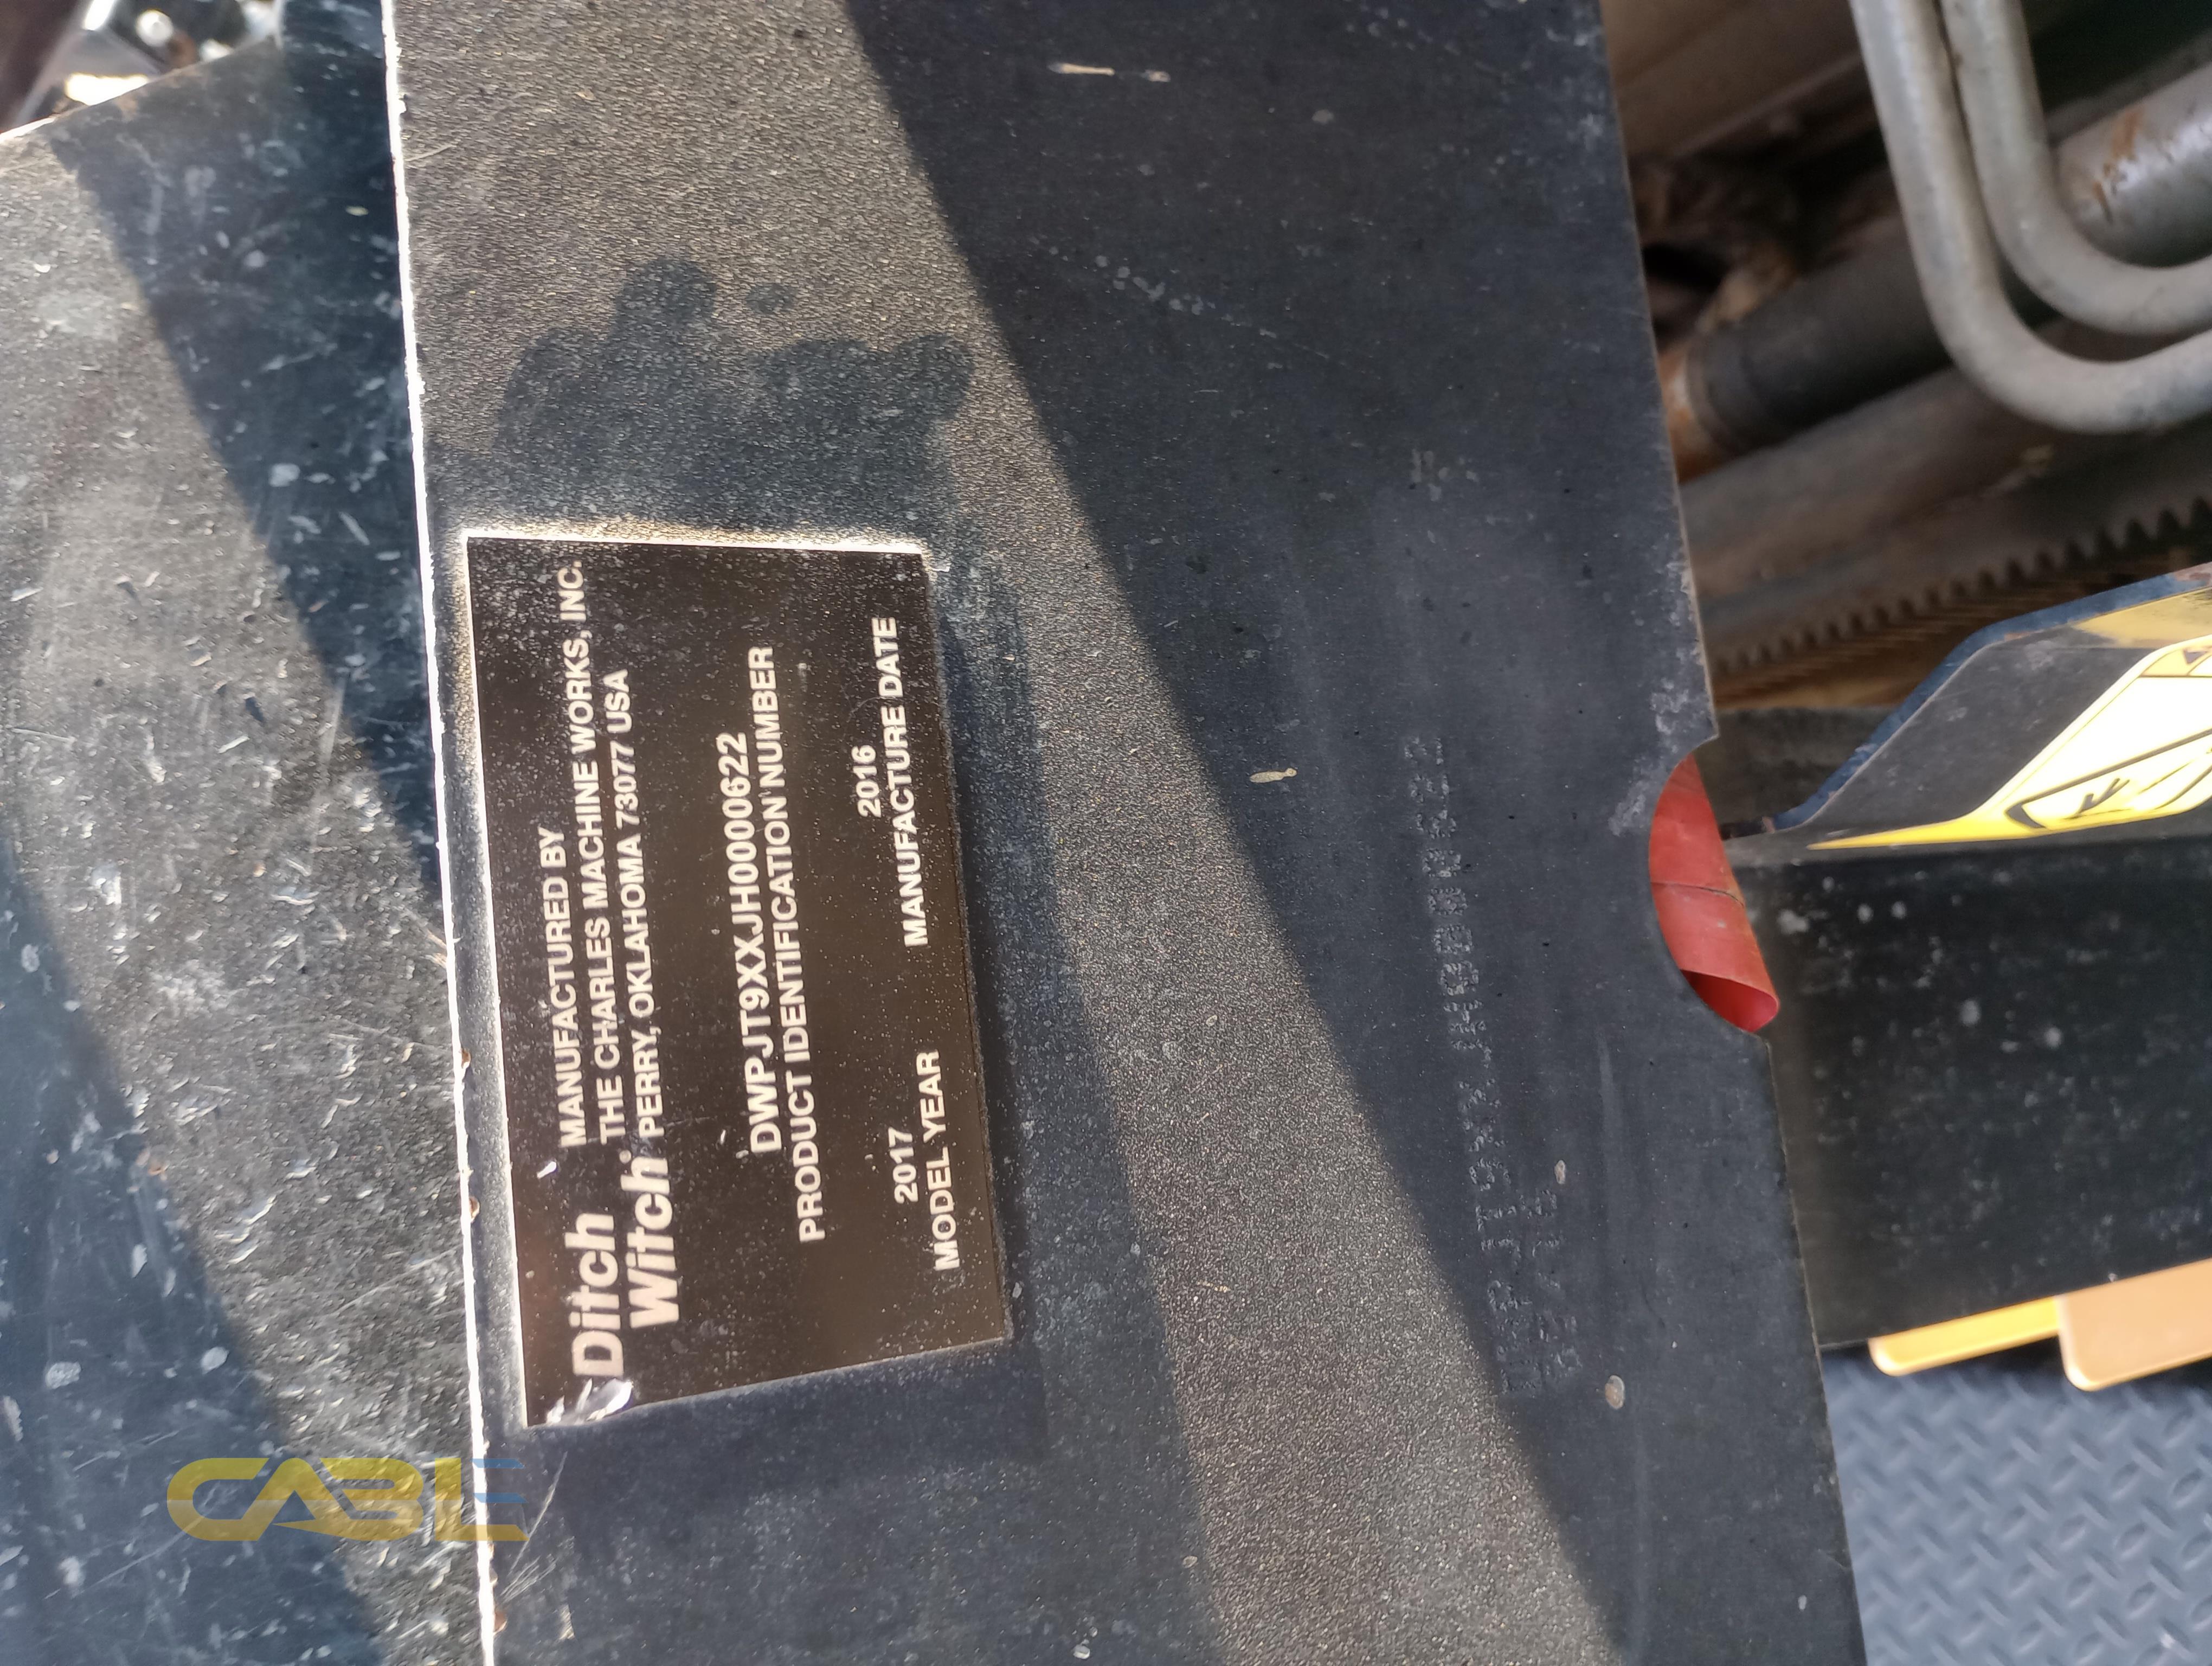 Ditch
Witch
MANUFACTURED BY
THE CHARLES MACHINE WORKS, INC.
PERRY, OKLAHOMA 73077 USA
DWPJT9XXJH0000622
PRODUCT IDENTIFICATION NUMBER
2017
MODEL YEAR
2016
MANUFACTURE DATE
CABLE